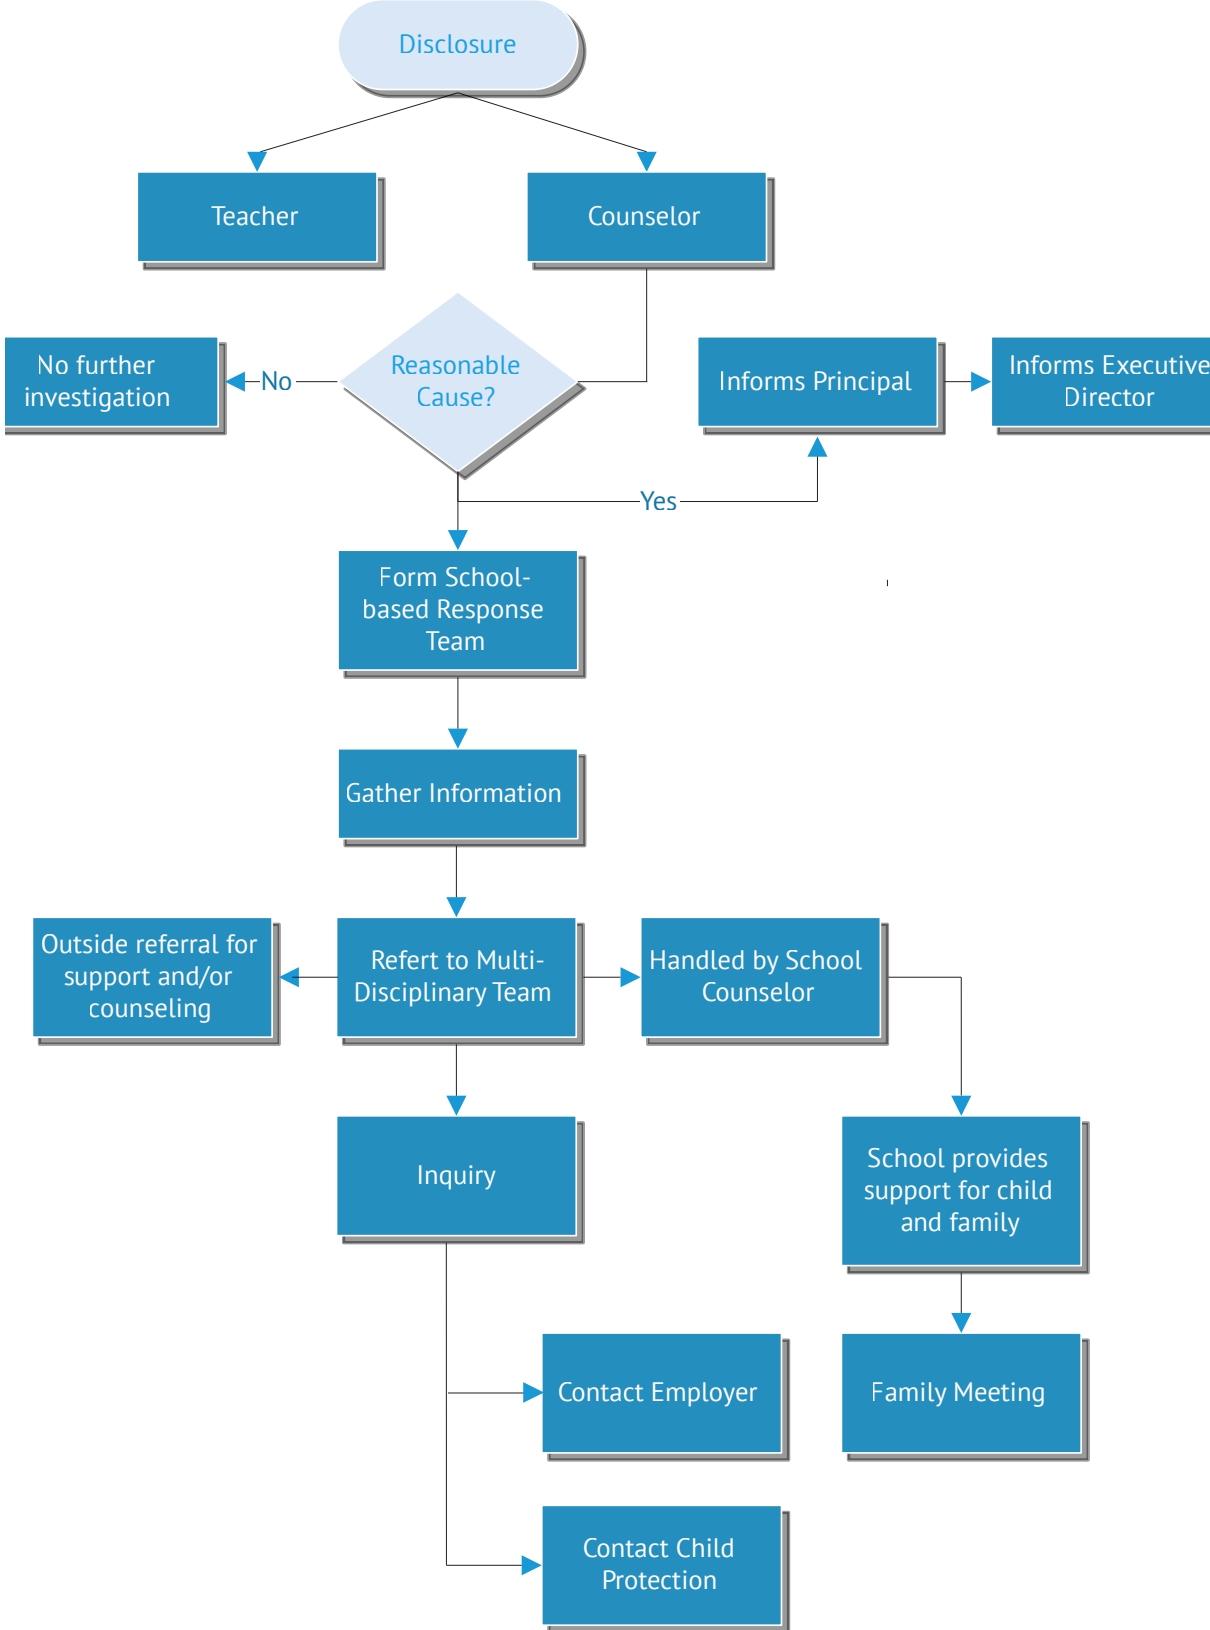 Disclosure
Teacher
Counselor
No further
investigation
No
Reasonable
Cause?
Informs Principal
Informs Executive
Director
Yes
Form School-
based Response
Team
Gather Information
Outside referral for
support and/or
counseling
Refert to Multi-
Disciplinary Team
Handled by School
Counselor
Inquiry
School provides
support for child
and family
Contact Employer
Family Meeting
Contact Child
Protection